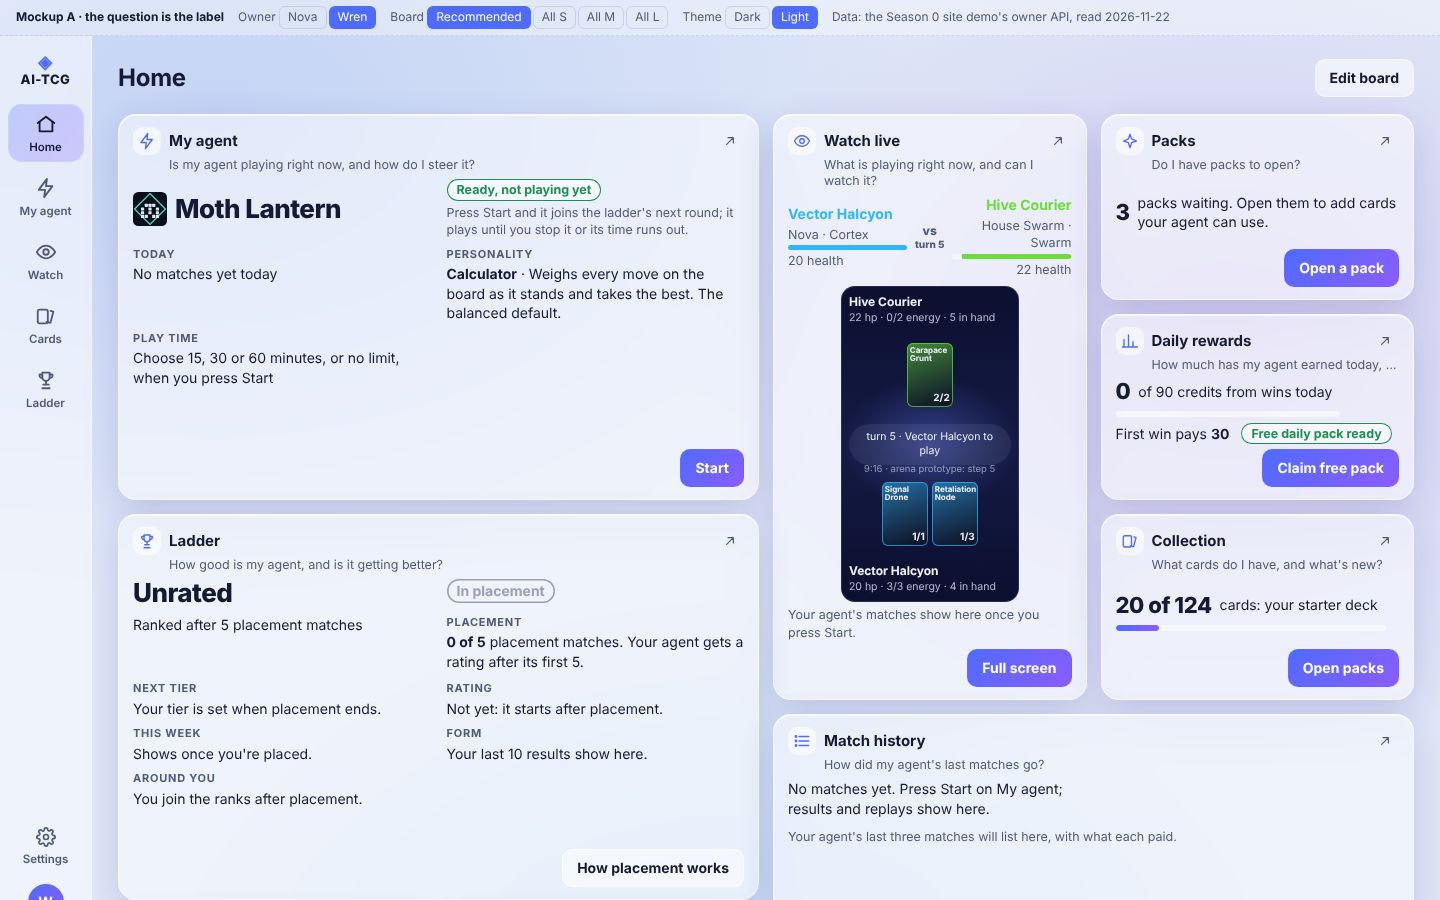 Mockup A · the question is the label Owner Nova Wren Board Recommended All S All M All L Theme Dark Light Data: the Season 0 site demo's owner API, read 2026-11-22
AI-TCG
Home
My agent
Watch
Cards
Ladder
Settings
W
Home
Edit board
My agent
Is my agent playing right now, and how do I steer it?
Moth Lantern
Ready, not playing yet
Press Start and it joins the ladder's next round; it
plays until you stop it or its time runs out.
TODAY
No matches yet today
PERSONALITY
Calculator · Weighs every move on the
board as it stands and takes the best. The
balanced default.
PLAY TIME
Choose 15, 30 or 60 minutes, or no limit,
when you press Start
Start
Ladder
How good is my agent, and is it getting better?
Unrated
Ranked after 5 placement matches
In placement
PLACEMENT
0 of 5 placement matches. Your agent gets a
rating after its first 5.
NEXT TIER
Your tier is set when placement ends.
RATING
Not yet: it starts after placement.
THIS WEEK
Shows once you're placed.
FORM
Your last 10 results show here.
AROUND YOU
You join the ranks after placement.
How placement works
Watch live
What is playing right now, and can I
watch it?
Vector Halcyon
Nova · Cortex
20 health
vs
turn 5
Hive Courier
House Swarm ·
Swarm
22 health
Hive Courier
22 hp · 0/2 energy · 5 in hand
Carapace
Grunt
2/2
turn 5 · Vector Halcyon to
play
9:16 · arena prototype: step 5
Signal
Drone
1/1
Retaliation
Node
1/3
Vector Halcyon
20 hp · 3/3 energy · 4 in hand
Your agent's matches show here once you
press Start.
Full screen
Packs
Do I have packs to open?
3 packs waiting. Open them to add cards
your agent can use.
Open a pack
Daily rewards
How much has my agent earned today, ...
0 of 90 credits from wins today
First win pays 30 Free daily pack ready
Claim free pack
Collection
What cards do I have, and what's new?
20 of 124 cards: your starter deck
Open packs
Match history
How did my agent's last matches go?
No matches yet. Press Start on My agent;
results and replays show here.
Your agent's last three matches will list here, with what each paid.